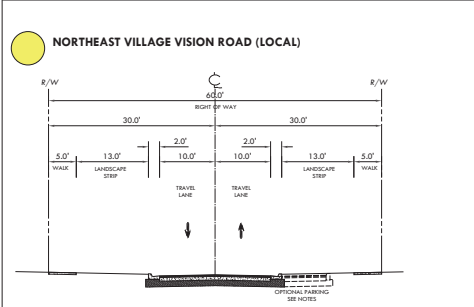 NORTHEAST VILLAGE VISION ROAD (LOCAL)
R/W
℄
R/W
60.0'
RIGHT OF WAY
30.0'
30.0'
2.0'
2.0'
5.0'
13.0'
10.0'
10.0'
13.0'
5.0'
WALK
LANDSCAPE
STRIP
LANDSCAPE
STRIP
WALK
TRAVEL
LANE
TRAVEL
LANE
OPTIONAL PARKING
SEE NOTES